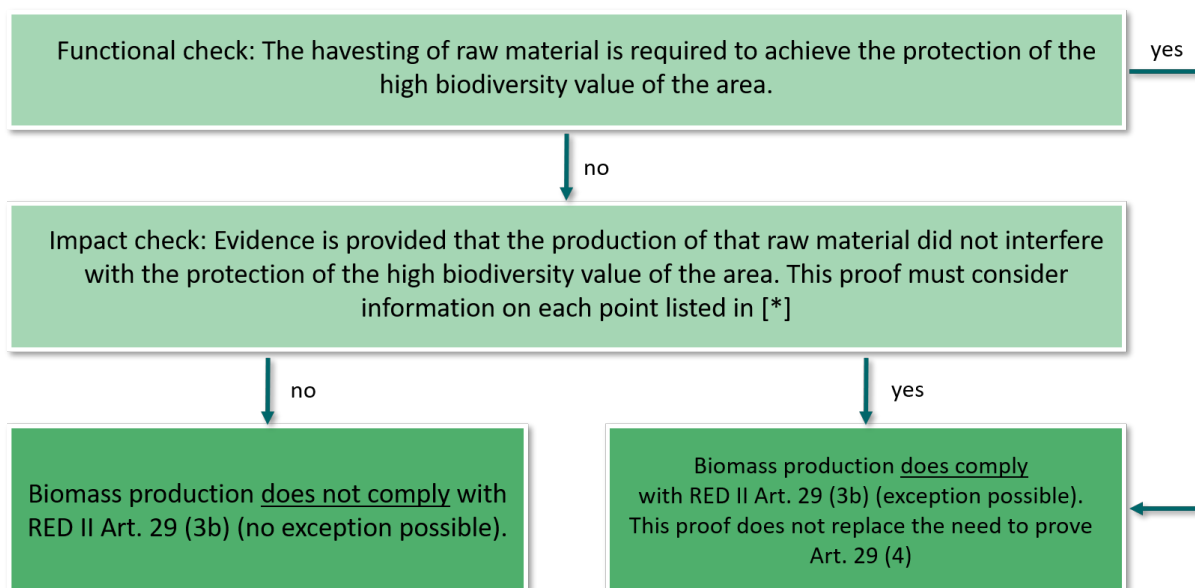 Functional check: The havesting of raw material is required to achieve the protection of the
high biodiversity value of the area.
yes
no
Impact check: Evidence is provided that the production of that raw material did not interfere
with the protection of the high biodiversity value of the area. This proof must consider
information on each point listed in [*]
no
yes
Biomass production does not comply with
RED II Art. 29 (3b) (no exception possible).
Biomass production does comply
with RED II Art. 29 (3b) (exception possible).
This proof does not replace the need to prove
Art. 29 (4)